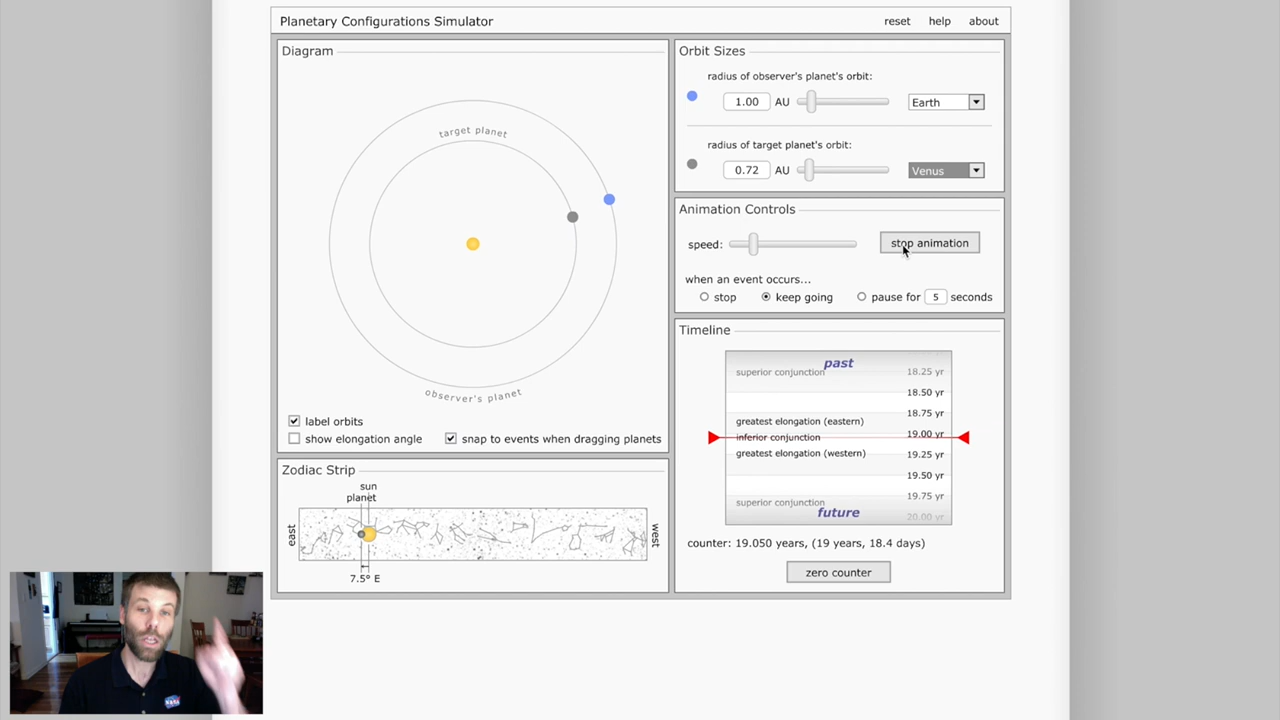 Planetary Configurations Simulator
reset help about
Diagram
target planet
observer's planet
label orbits
show elongation angle
snap to events when dragging planets
Zodiac Strip
sun
planet
east
west
7.5° E
Orbit Sizes
radius of observer's planet's orbit:
1.00 AU Earth
radius of target planet's orbit:
0.72 AU Venus
Animation Controls
speed:
stop animation
when an event occurs...
stop keep going pause for 5 seconds
Timeline
past
superior conjunction 18.25 yr
18.50 yr
18.75 yr
greatest elongation (eastern)
inferior conjunction 19.00 yr
greatest elongation (western) 19.25 yr
19.50 yr
19.75 yr
superior conjunction
future 20.00 yr
counter: 19.050 years, (19 years, 18.4 days)
zero counter
NASA